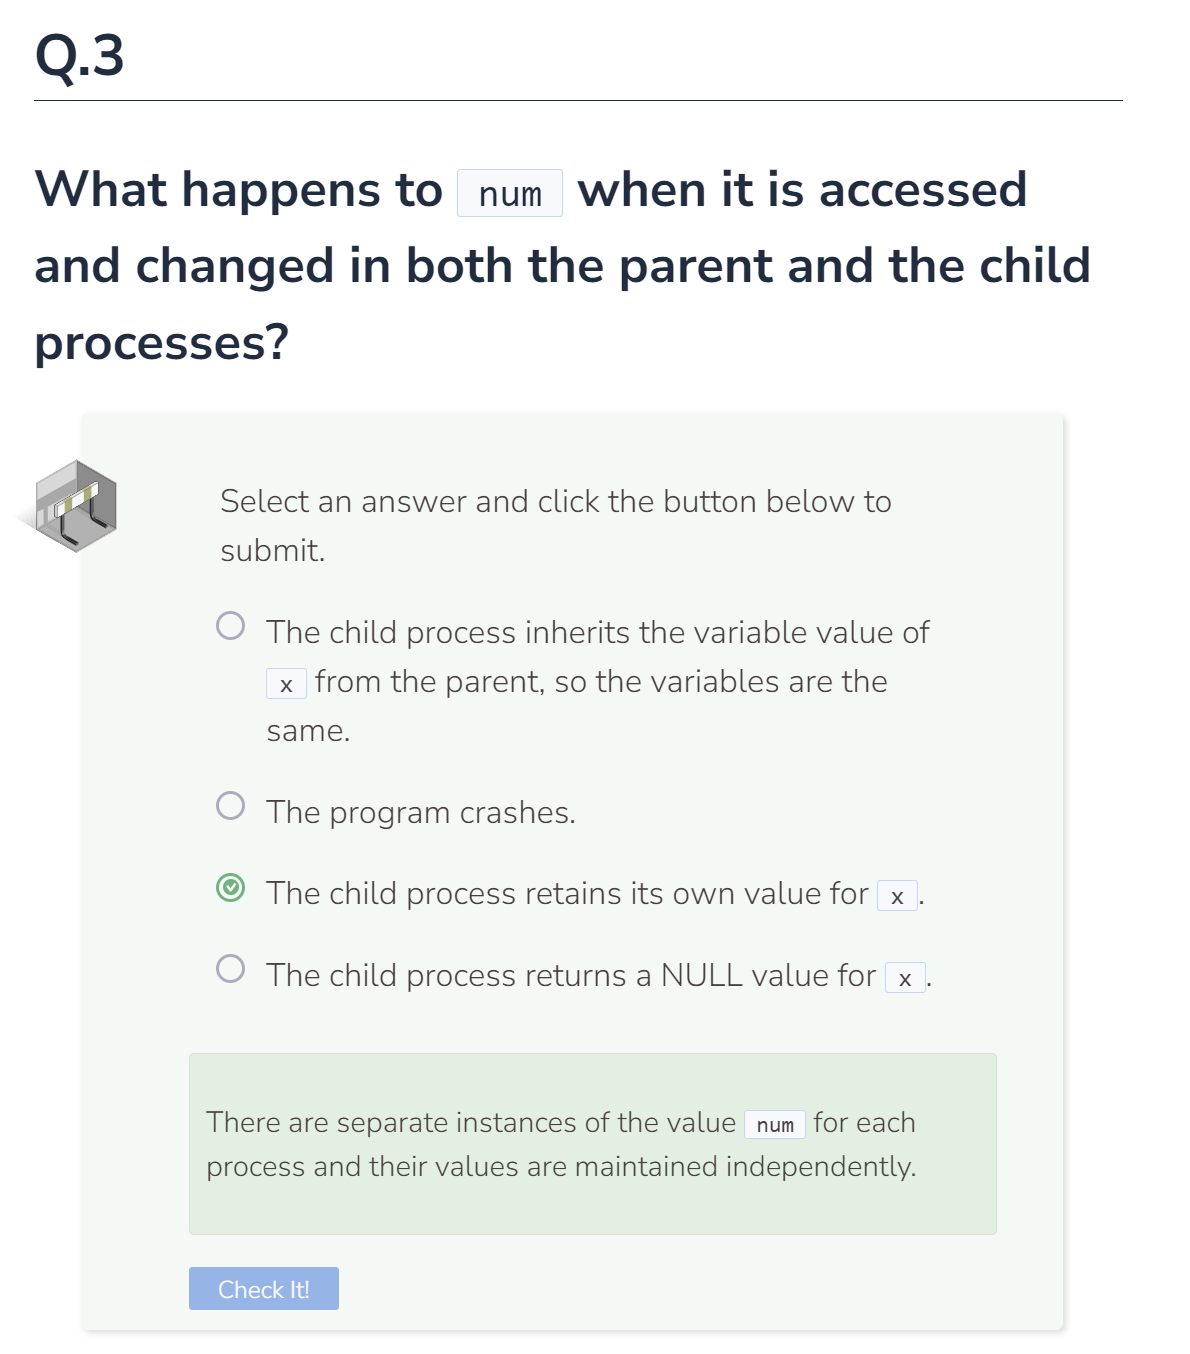 Q.3
What happens to num when it is accessed
and changed in both the parent and the child
processes?
Select an answer and click the button below to
submit.
The child process inherits the variable value of
x from the parent, so the variables are the
same.
The program crashes.
The child process retains its own value for x.
The child process returns a NULL value for x.
There are separate instances of the value num for each
process and their values are maintained independently.
Check It!